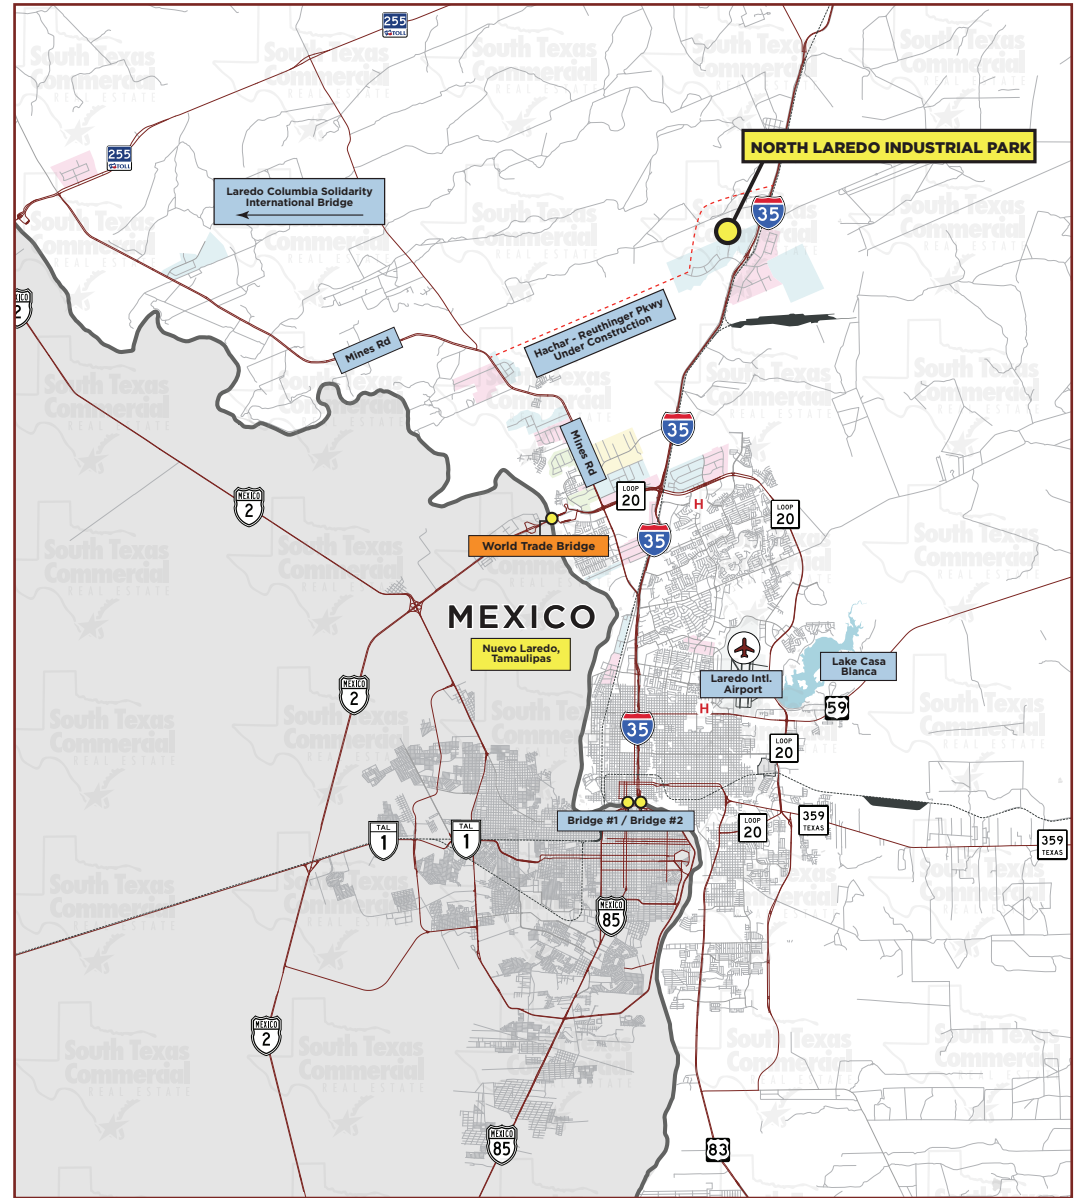 255
TOLL
255
TOLL
NORTH LAREDO INDUSTRIAL PARK
Laredo Columbia Solidarity
International Bridge
35
MEXICO
2
Hachar - Reuthinger Pkwy
Under Construction
Mines Rd
35
Mines Rd
LOOP
20
H
LOOP
20
MEXICO
2
World Trade Bridge
35
MEXICO
Nuevo Laredo,
Tamaulipas
Lake Casa
Blanca
Laredo Intl.
Airport
MEXICO
2
H
59
35
LOOP
20
Bridge #1 / Bridge #2
LOOP
20
359
TEXAS
TAL
1
TAL
1
359
TEXAS
MEXICO
85
MEXICO
2
MEXICO
85
83
South Texas
Commercial
REAL ESTATE